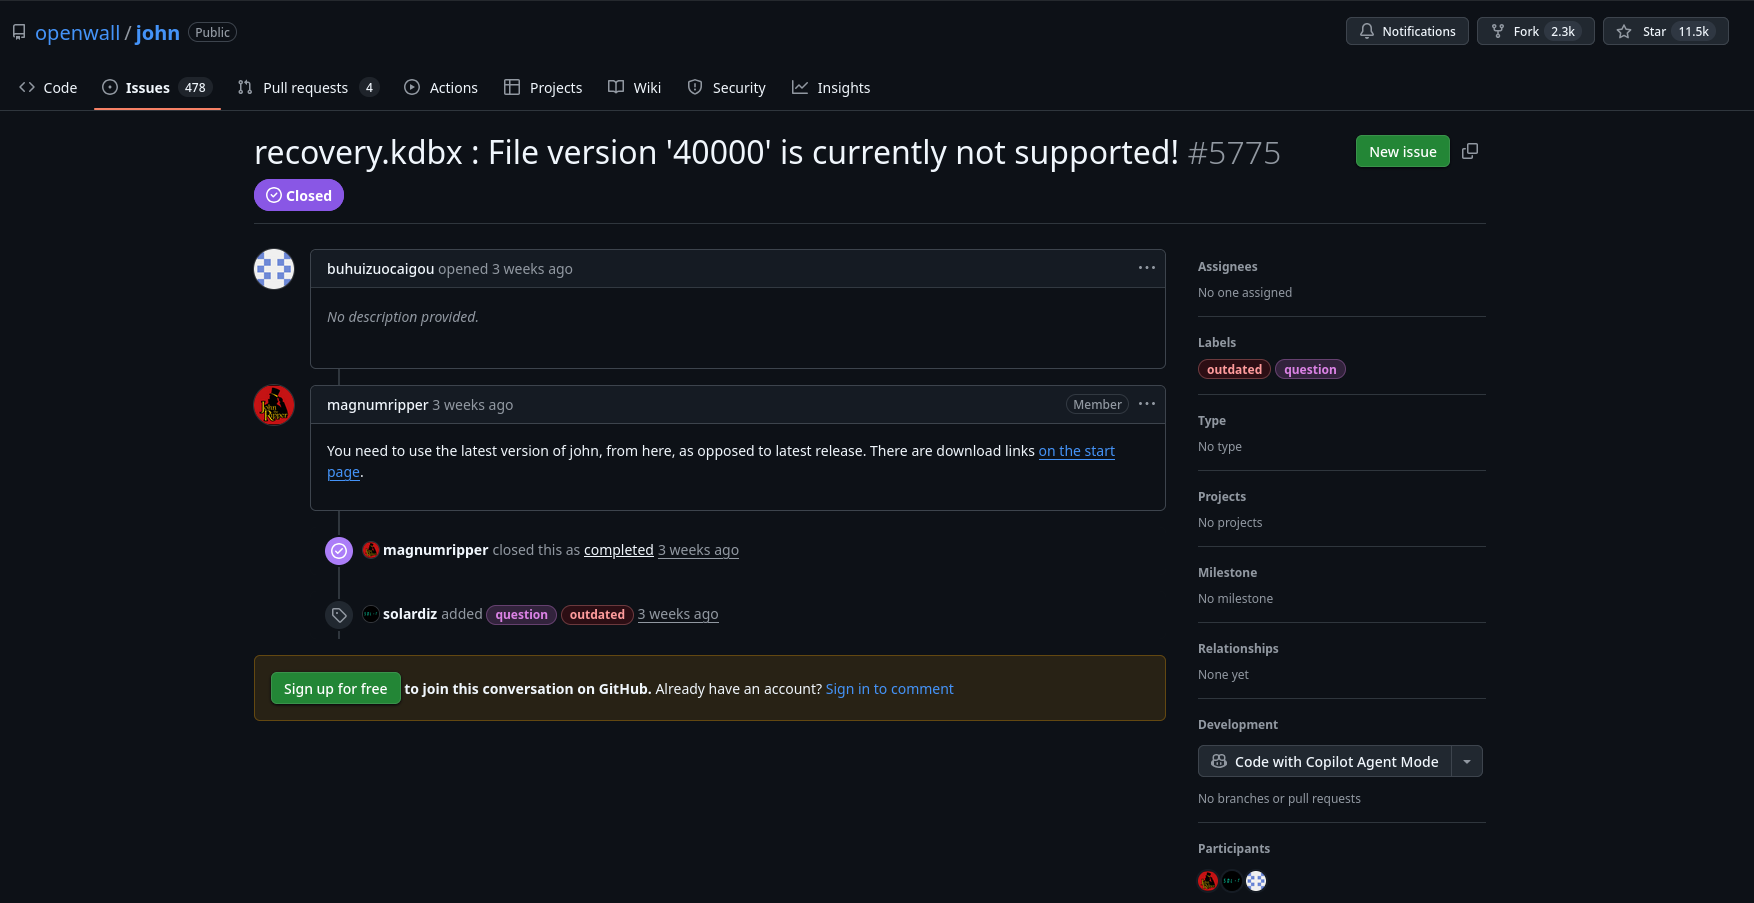 openwall / john Public
Notifications
Fork 2.3k
Star 11.5k
Code
Issues 478
Pull requests 4
Actions
Projects
Wiki
Security
Insights
recovery.kdbx : File version '40000' is currently not supported! #5775
New issue
Closed
buhuizuocaigou opened 3 weeks ago
No description provided.
magnumripper 3 weeks ago
Member
You need to use the latest version of john, from here, as opposed to latest release. There are download links on the start
page.
magnumripper closed this as completed 3 weeks ago
solardiz added question outdated 3 weeks ago
Sign up for free to join this conversation on GitHub. Already have an account? Sign in to comment
Assignees
No one assigned
Labels
outdated question
Type
No type
Projects
No projects
Milestone
No milestone
Relationships
None yet
Development
Code with Copilot Agent Mode
No branches or pull requests
Participants